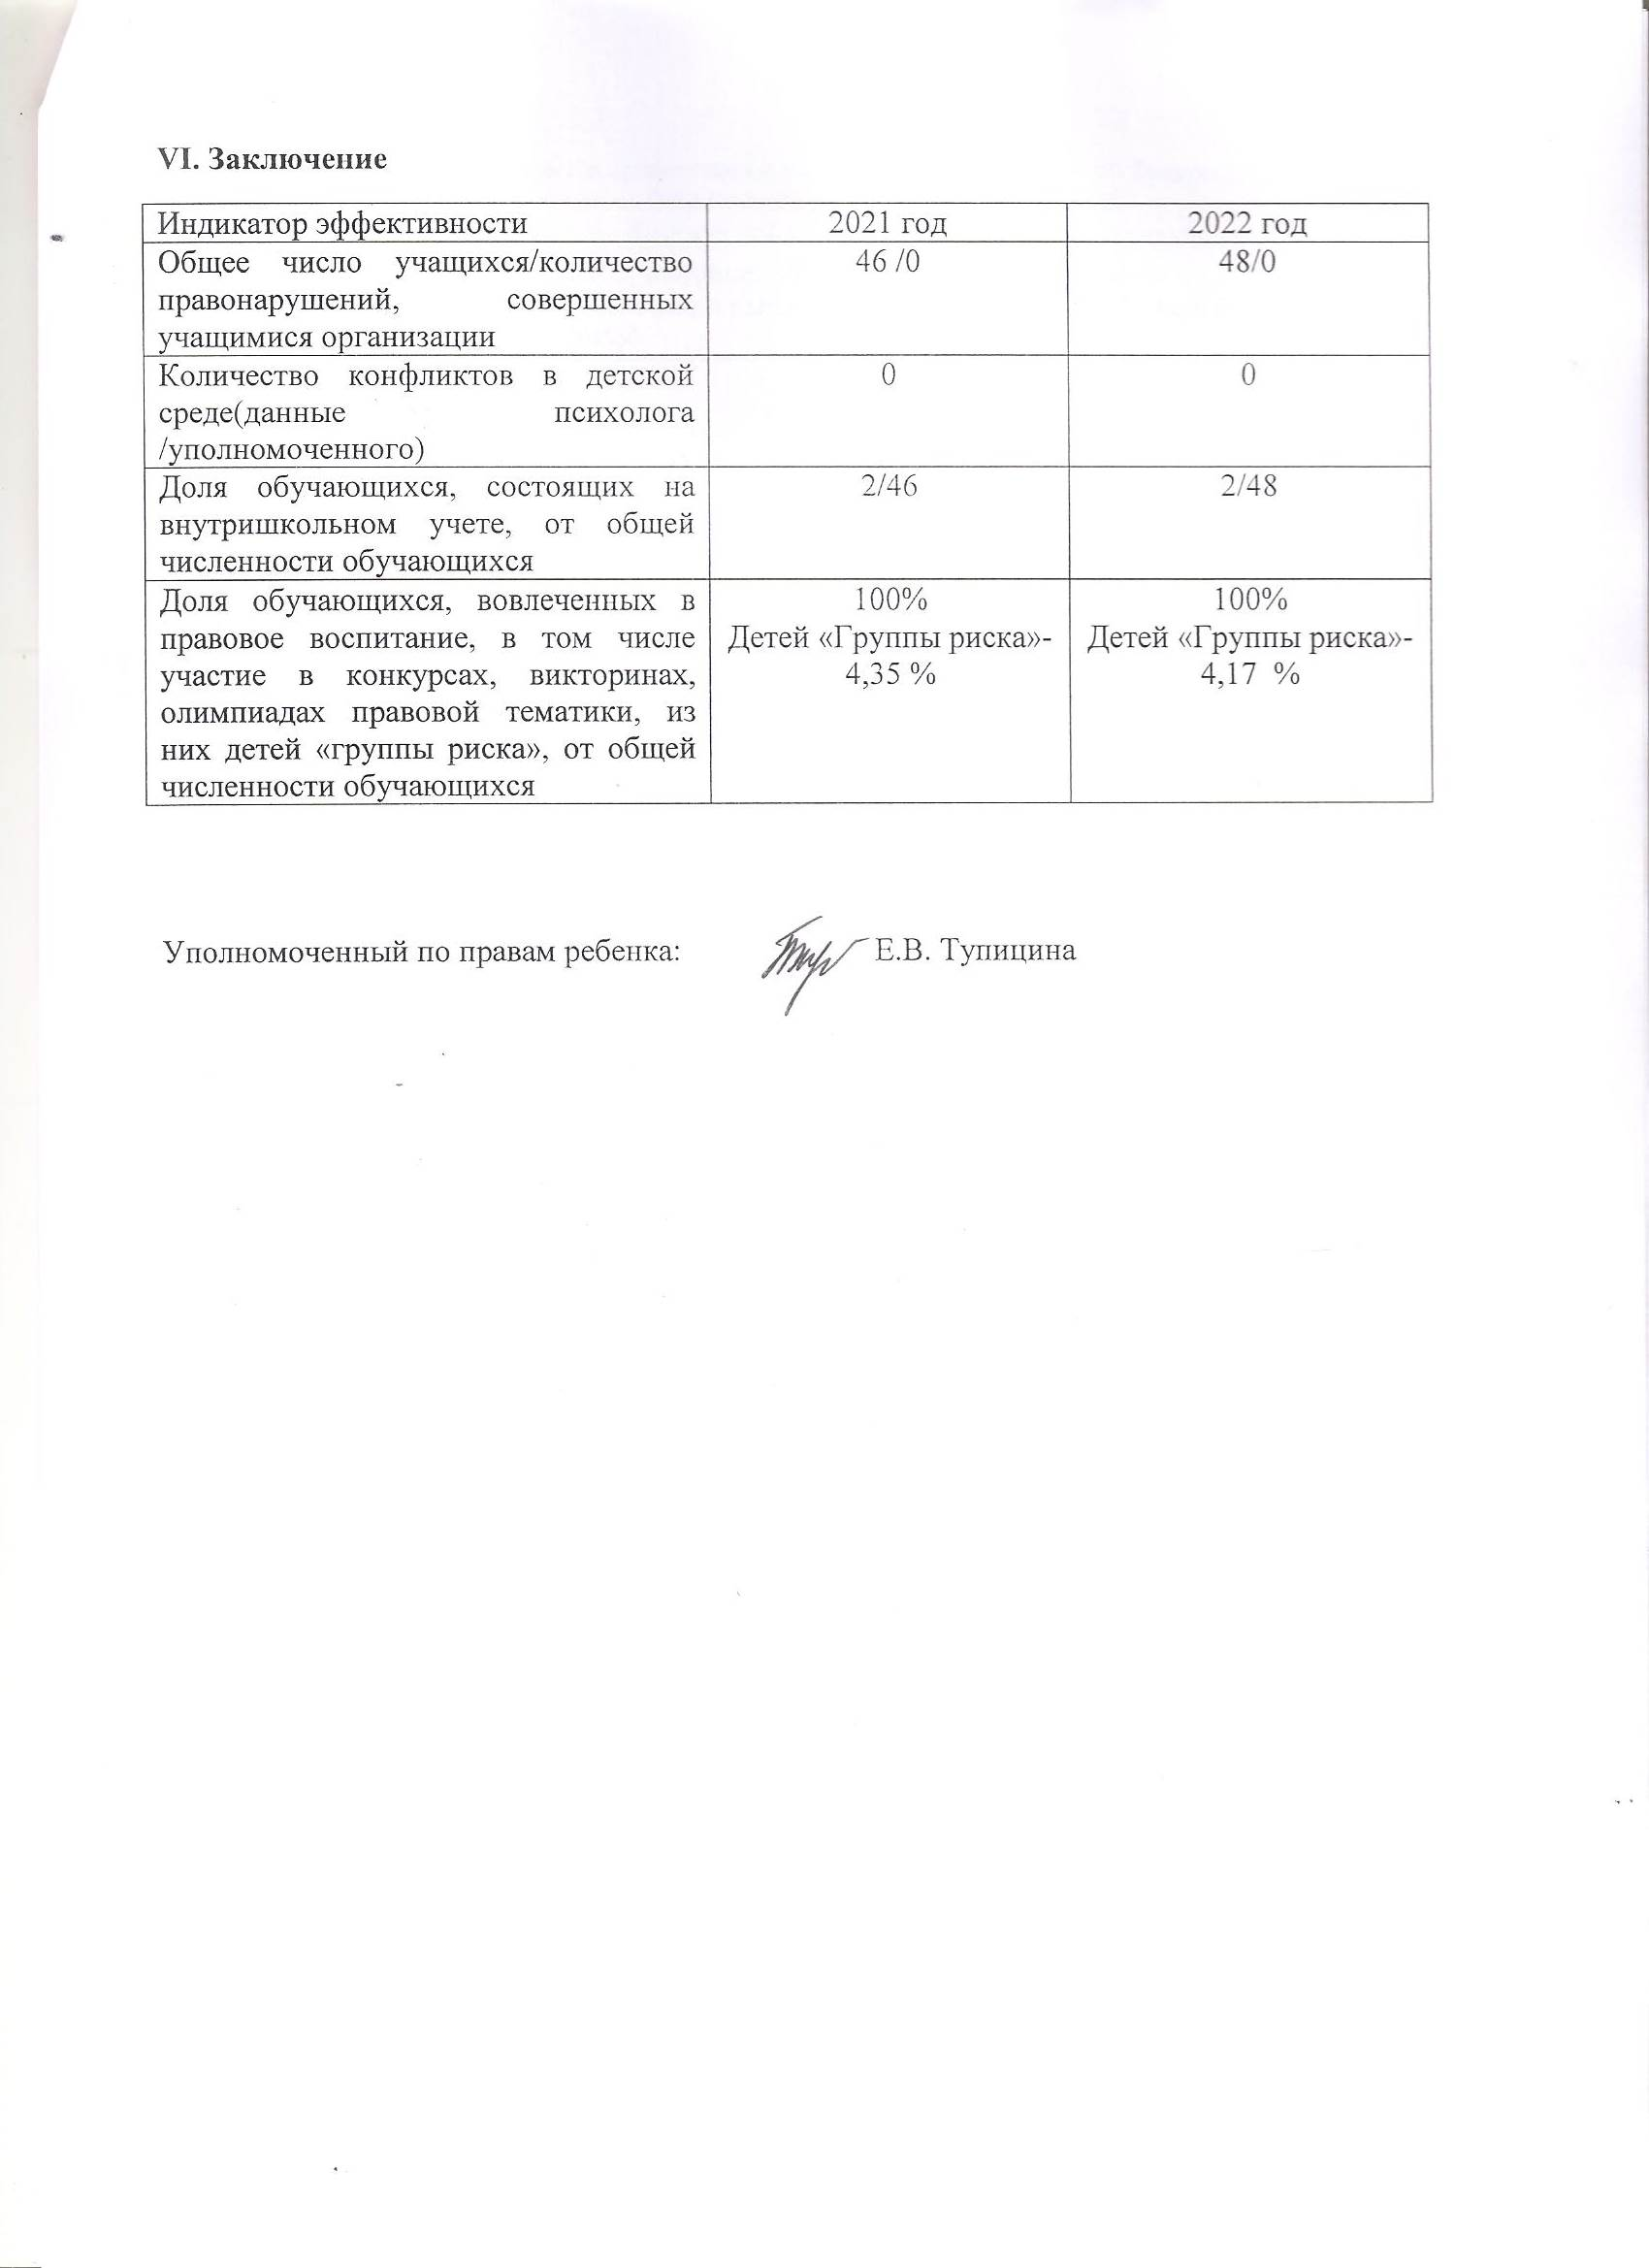 VI. Заключение
Индикатор эффективности 2021 год 2022 год
Общее число учащихся/количество 46 /0 48/0
правонарушений, совершенных
учащимися организации
Количество конфликтов в детской 0 0
среде(данные психолога
/уполномоченного)
Доля обучающихся, состоящих на 2/46 2/48
внутришкольном учете, от общей
численности обучающихся
Доля обучающихся, вовлеченных в 100% 100%
правовое воспитание, в том числе Детей «Группы риска»- Детей «Группы риска»-
участие в конкурсах, викторинах, 4,35 % 4,17 %
олимпиадах правовой тематики, из
них детей «группы риска», от общей
численности обучающихся
Уполномоченный по правам ребенка: Е.В. Тупицина